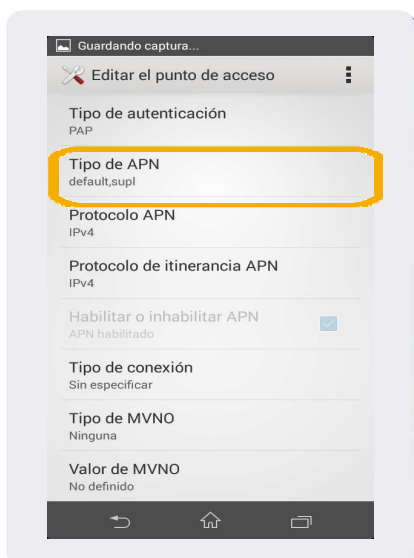 Guardando captura...
Editar el punto de acceso
Tipo de autenticación
PAP
Tipo de APN
default,supl
Protocolo APN
IPv4
Protocolo de itinerancia APN
IPv4
Habilitar o inhabilitar APN
APN habilitado
Tipo de conexión
Sin especificar
Tipo de MVNO
Ninguna
Valor de MVNO
No definido